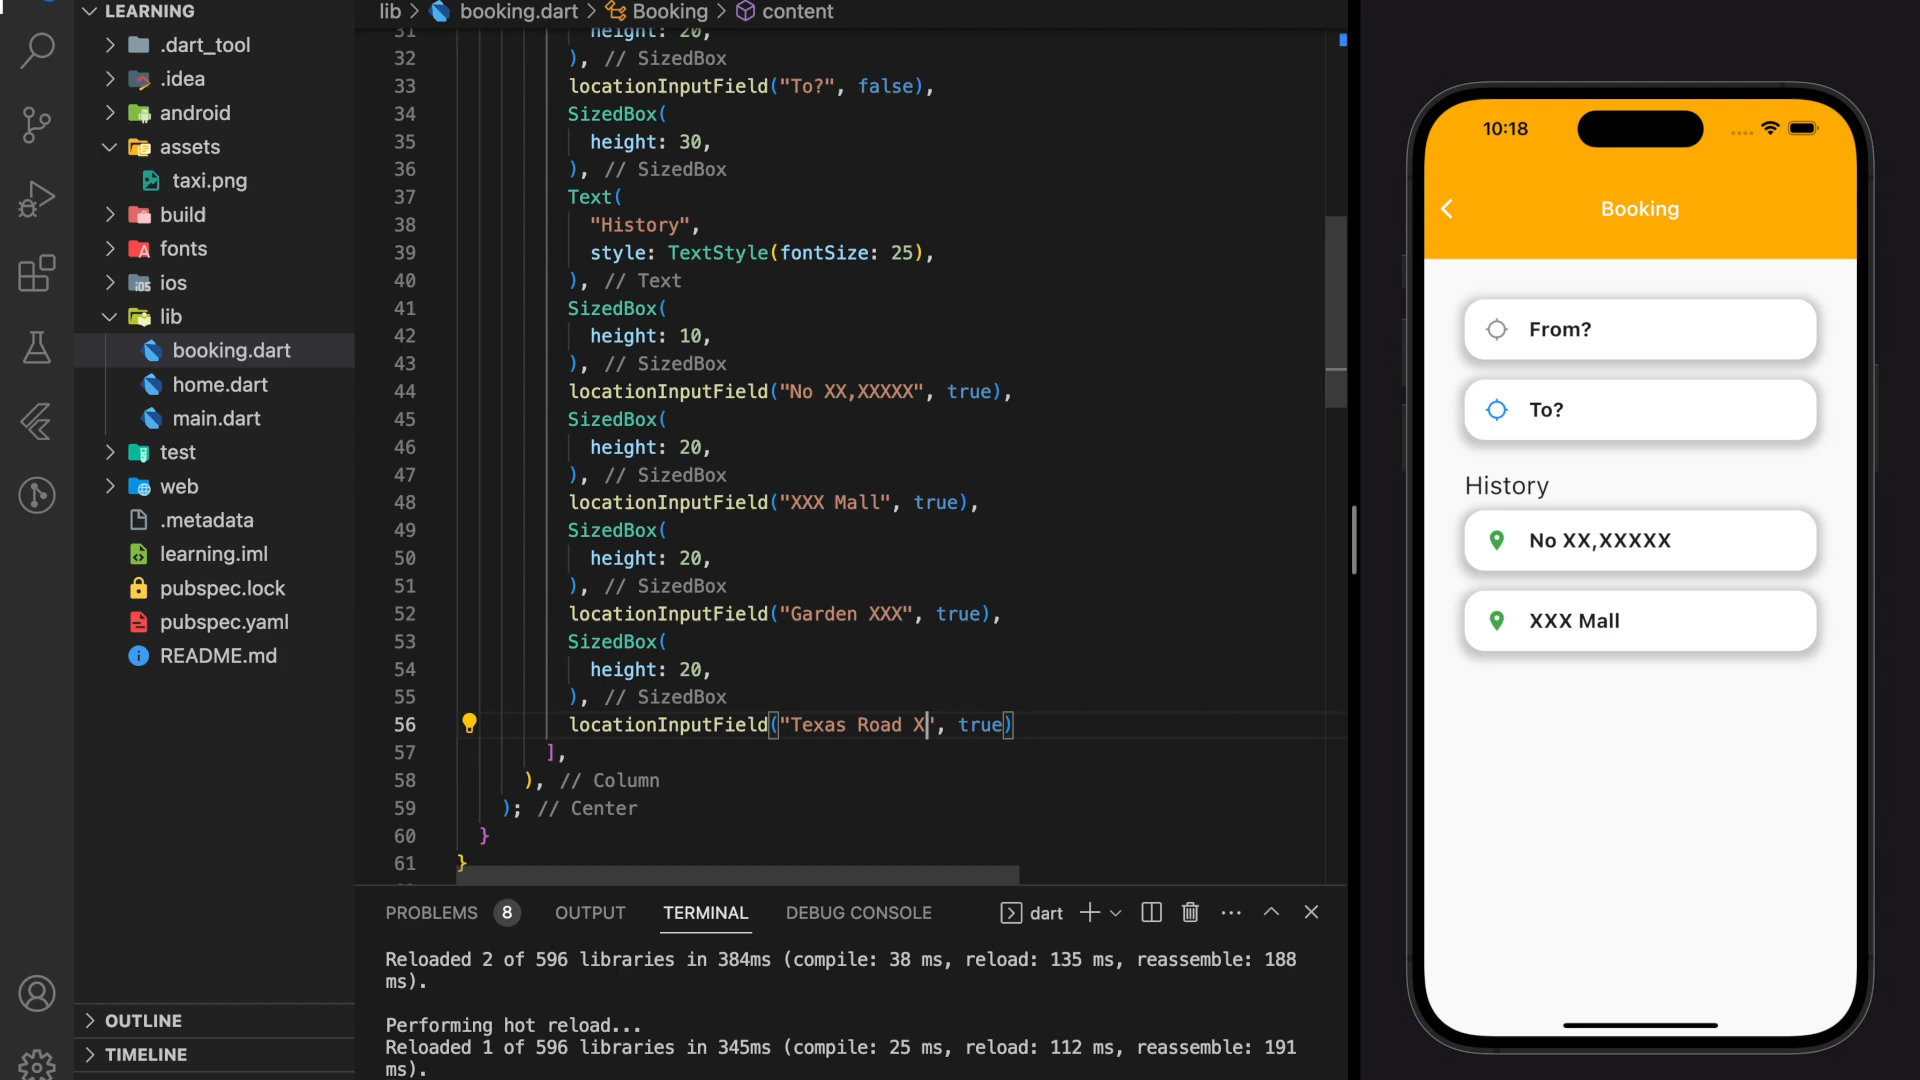 LEARNING
.dart_tool
.idea
android
assets
taxi.png
build
fonts
ios
lib
booking.dart
home.dart
main.dart
test
web
.metadata
learning.iml
pubspec.lock
pubspec.yaml
README.md
OUTLINE
TIMELINE
lib > booking.dart > Booking > content
31 height: 20,
32 ), // SizedBox
33 locationInputField("To?", false),
34 SizedBox(
35 height: 30,
36 ), // SizedBox
37 Text(
38 "History",
39 style: TextStyle(fontSize: 25),
40 ), // Text
41 SizedBox(
42 height: 10,
43 ), // SizedBox
44 locationInputField("No XX,XXXXX", true),
45 SizedBox(
46 height: 20,
47 ), // SizedBox
48 locationInputField("XXX Mall", true),
49 SizedBox(
50 height: 20,
51 ), // SizedBox
52 locationInputField("Garden XXX", true),
53 SizedBox(
54 height: 20,
55 ), // SizedBox
56 locationInputField("Texas Road X", true)
57 ],
58 ), // Column
59 ); // Center
60 }
61 }
PROBLEMS 8 OUTPUT TERMINAL DEBUG CONSOLE dart
Reloaded 2 of 596 libraries in 384ms (compile: 38 ms, reload: 135 ms, reassemble: 188
ms).
Performing hot reload...
Reloaded 1 of 596 libraries in 345ms (compile: 25 ms, reload: 112 ms, reassemble: 191
ms).
10:18
Booking
From?
To?
History
No XX,XXXXX
XXX Mall